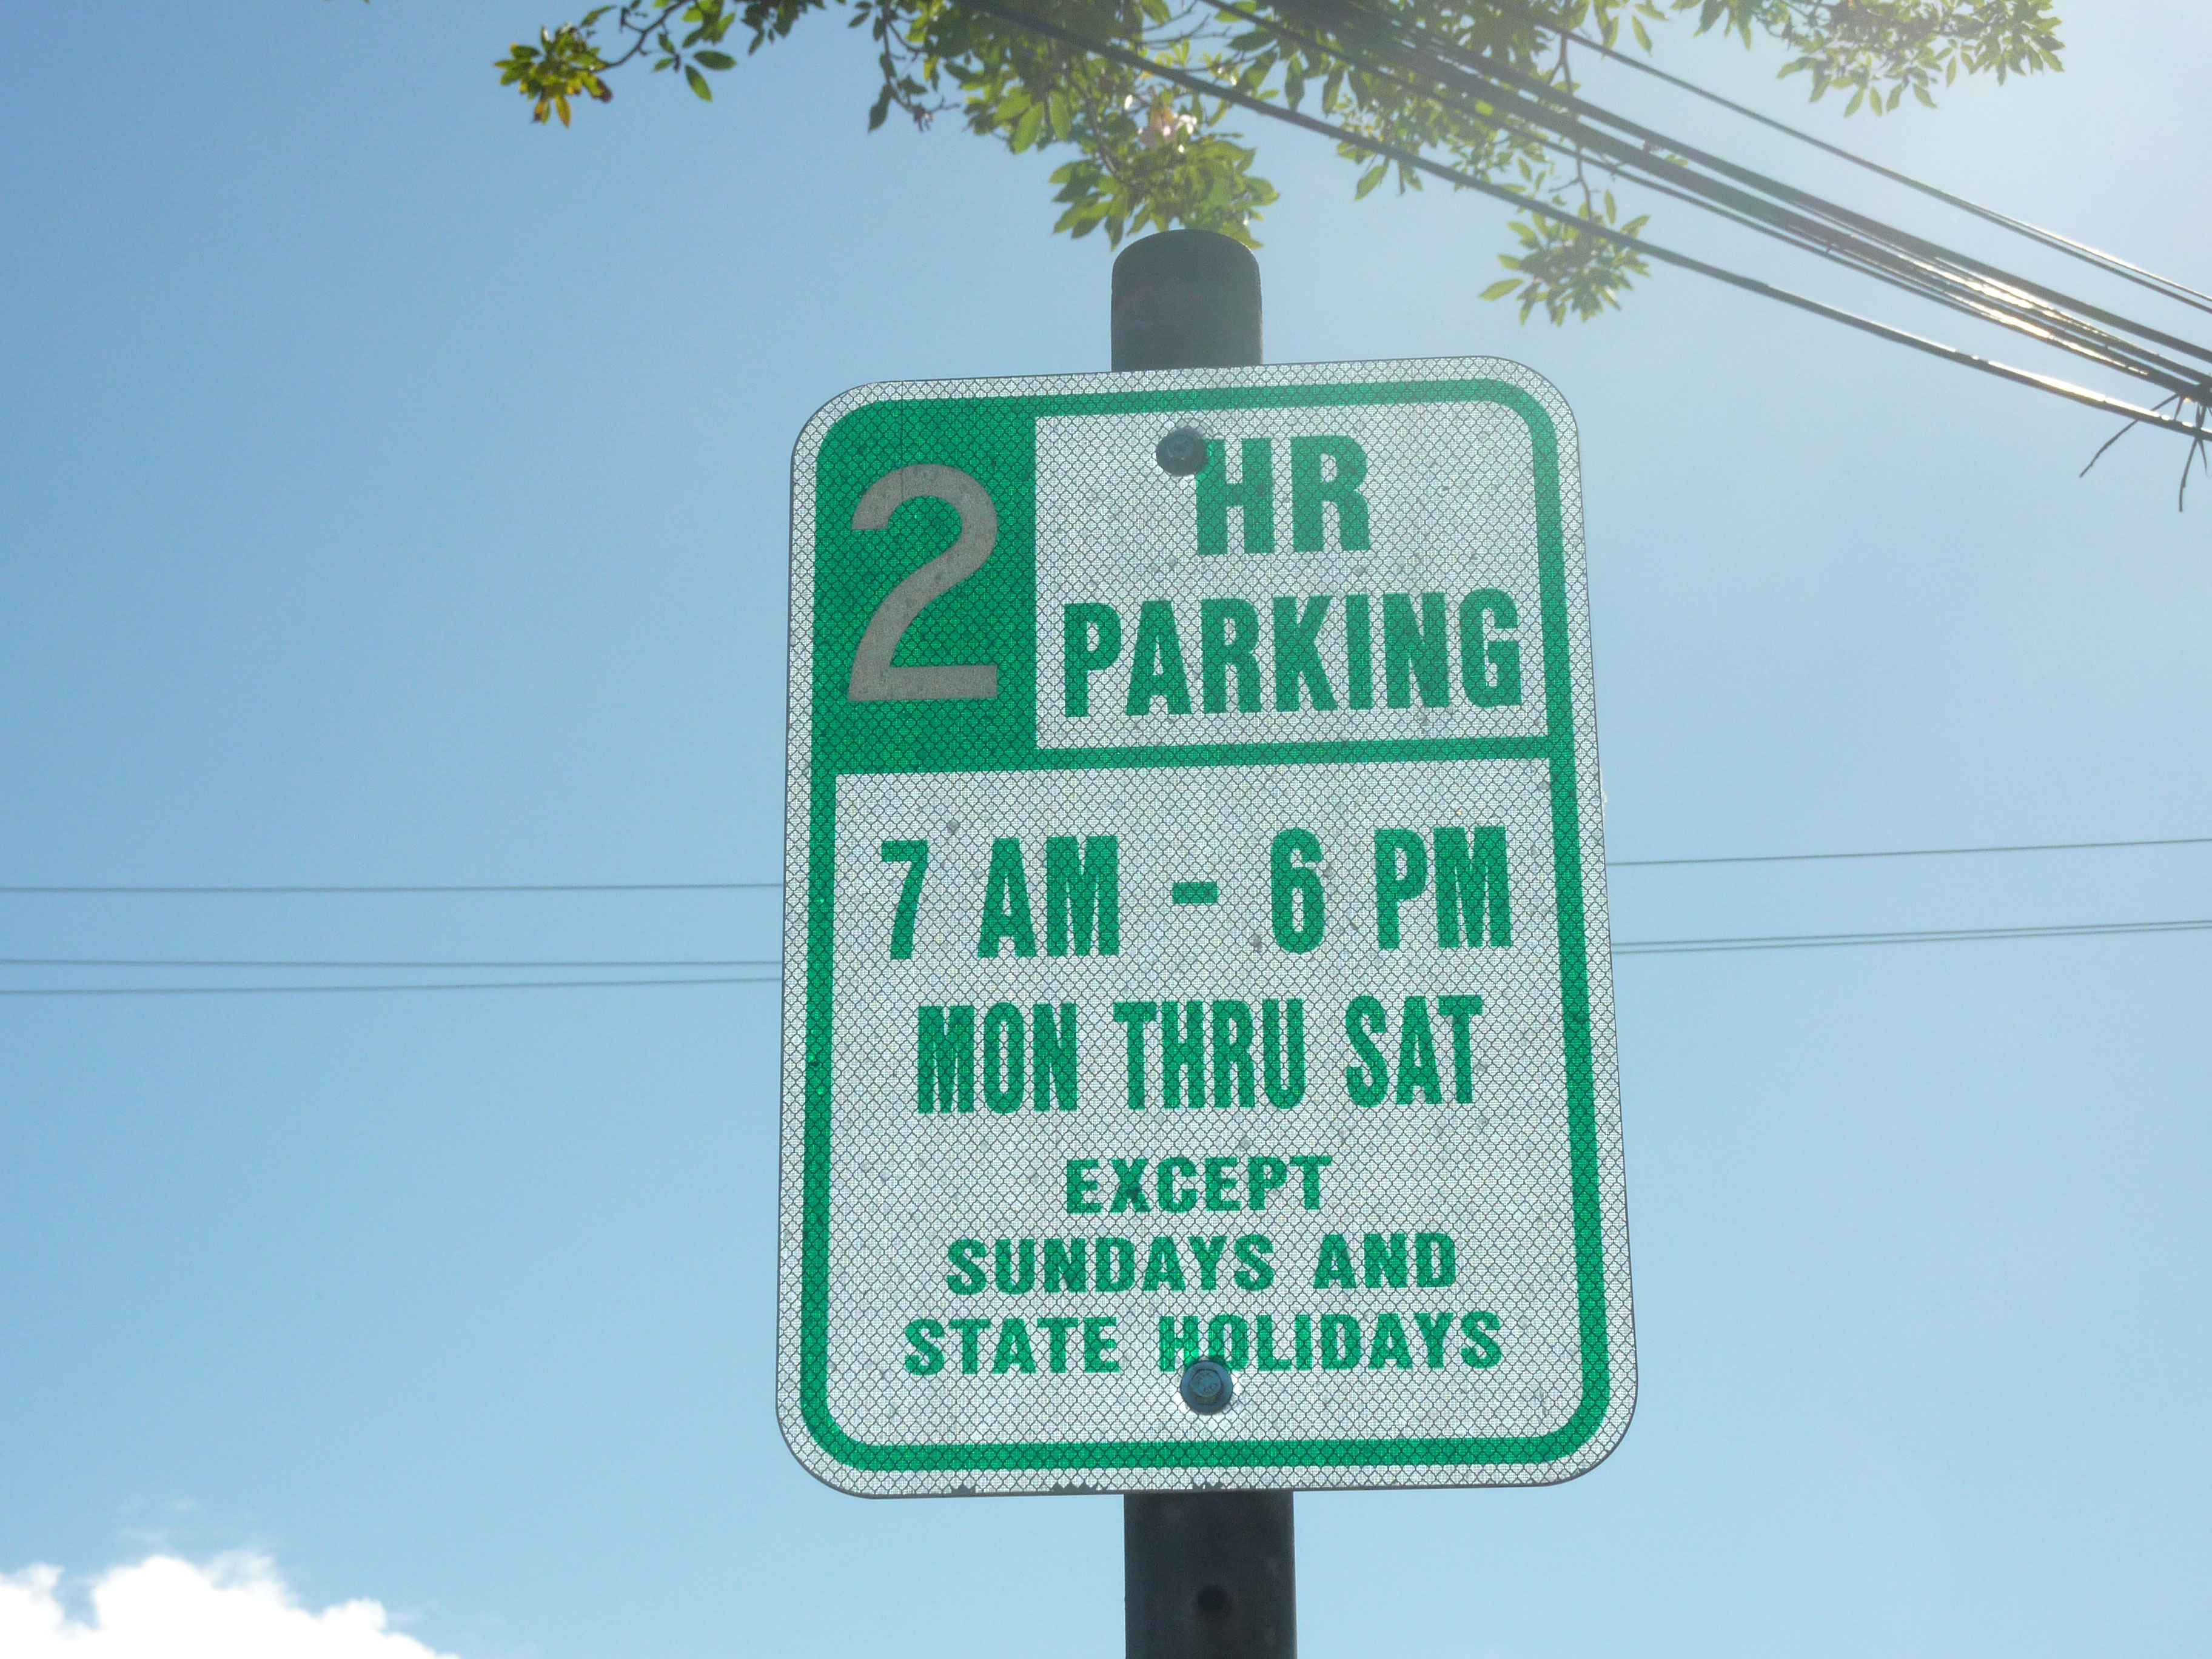 2 HR
PARKING
7 AM - 6 PM
MON THRU SAT
EXCEPT
SUNDAYS AND
STATE HOLIDAYS